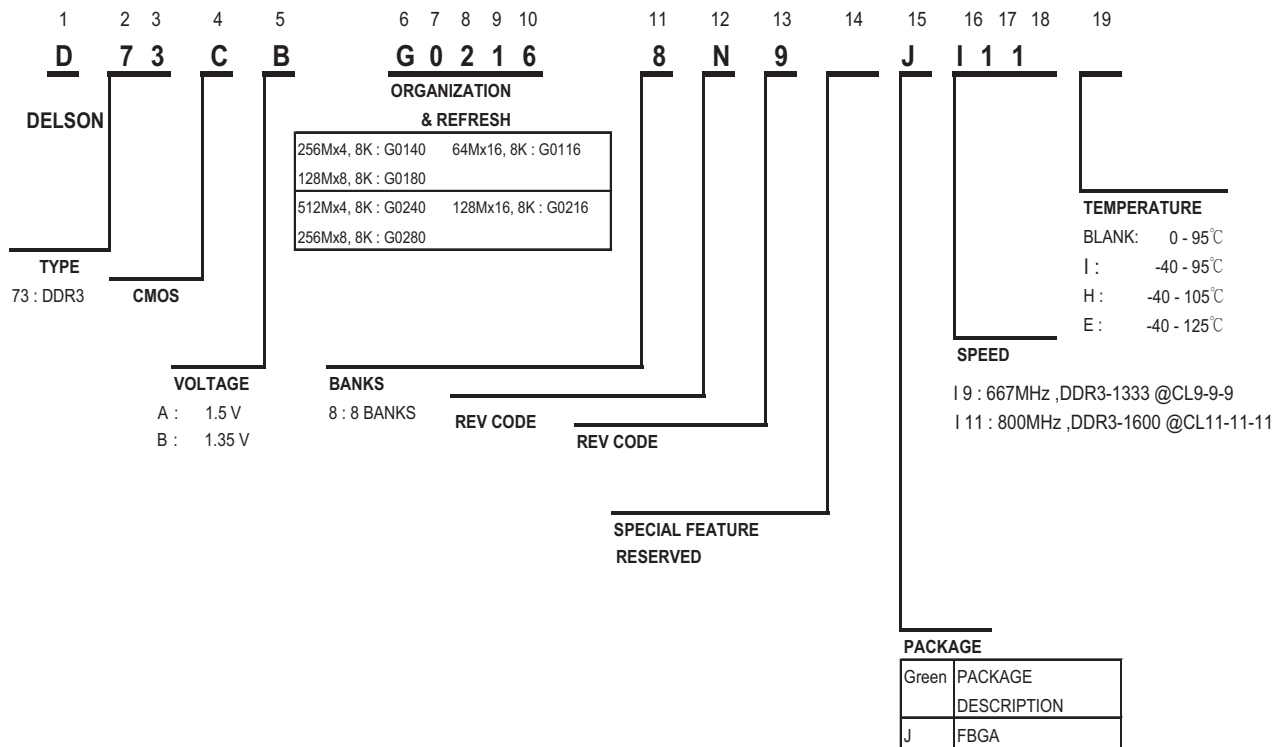 1 2 3 4 5 6 7 8 9 10 11 12 13 14 15 16 17 18 19
D 7 3 C B G 0 2 1 6 8 N 9 J I 1 1
DELSON
ORGANIZATION
& REFRESH
256Mx4, 8K : G0140 64Mx16, 8K : G0116
128Mx8, 8K : G0180
512Mx4, 8K : G0240 128Mx16, 8K : G0216
256Mx8, 8K : G0280
TYPE
73 : DDR3
CMOS
VOLTAGE
A : 1.5 V
B : 1.35 V
BANKS
8 : 8 BANKS
REV CODE
REV CODE
SPECIAL FEATURE
RESERVED
TEMPERATURE
BLANK: 0 - 95℃
I : -40 - 95℃
H : -40 - 105℃
E : -40 - 125℃
SPEED
I 9 : 667MHz ,DDR3-1333 @CL9-9-9
I 11 : 800MHz ,DDR3-1600 @CL11-11-11
PACKAGE
Green PACKAGE
DESCRIPTION
J FBGA